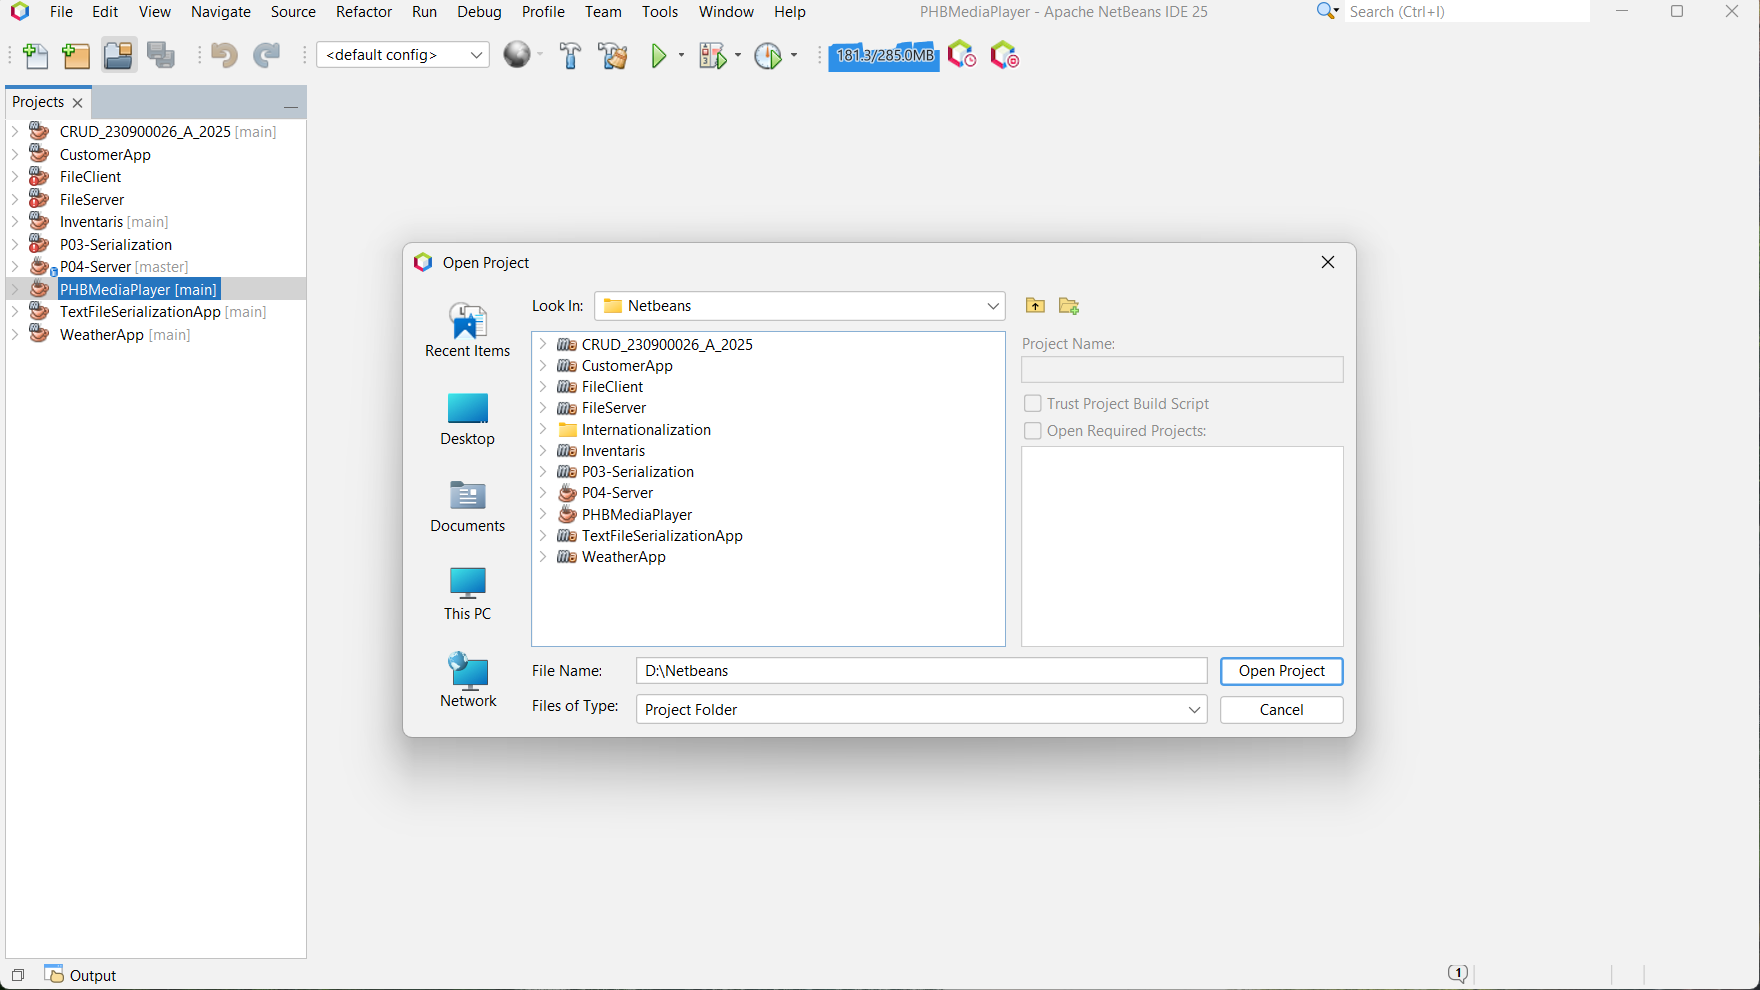 File Edit View Navigate Source Refactor Run Debug Profile Team Tools Window Help
PHBMediaPlayer - Apache NetBeans IDE 25
Search (Ctrl+I)
<default config>
181.3/285.0MB
Projects
CRUD_230900026_A_2025 [main]
CustomerApp
FileClient
FileServer
Inventaris [main]
P03-Serialization
P04-Server [master]
PHBMediaPlayer [main]
TextFileSerializationApp [main]
WeatherApp [main]
Open Project
Look In: Netbeans
Recent Items
Desktop
Documents
This PC
Network
CRUD_230900026_A_2025
CustomerApp
FileClient
FileServer
Internationalization
Inventaris
P03-Serialization
P04-Server
PHBMediaPlayer
TextFileSerializationApp
WeatherApp
Project Name:
Trust Project Build Script
Open Required Projects:
File Name: D:\Netbeans
Open Project
Files of Type: Project Folder
Cancel
Output
1